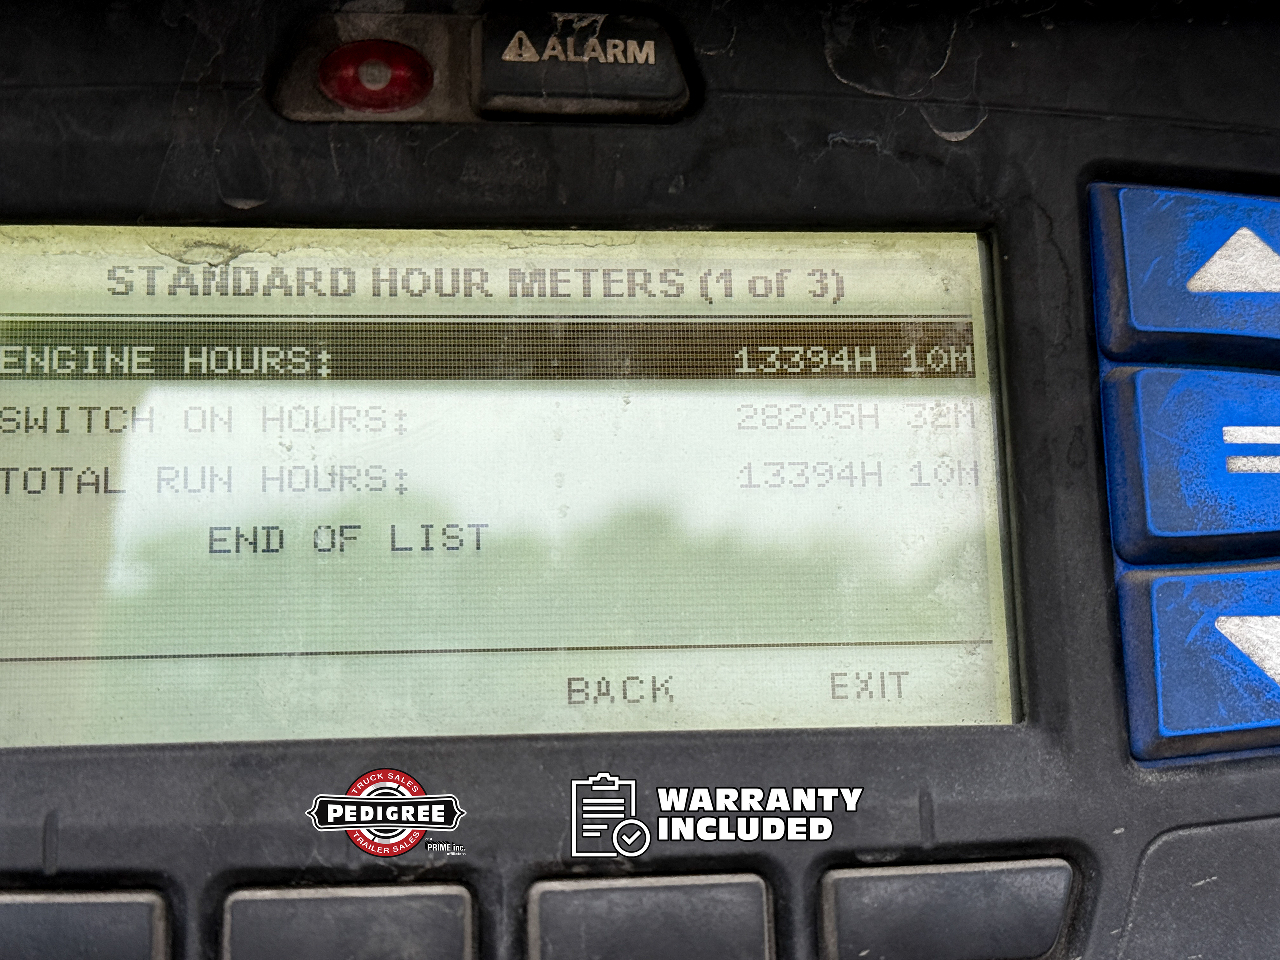 ALARM
STANDARD HOUR METERS (1 of 3)
ENGINE HOURS: 13394H 10M
SWITCH ON HOURS: 28205H 32M
TOTAL RUN HOURS: 13394H 10M
END OF LIST
BACK EXIT
TRUCK SALES
PEDIGREE
TRAILER SALES
PRIME inc.
WARRANTY
INCLUDED